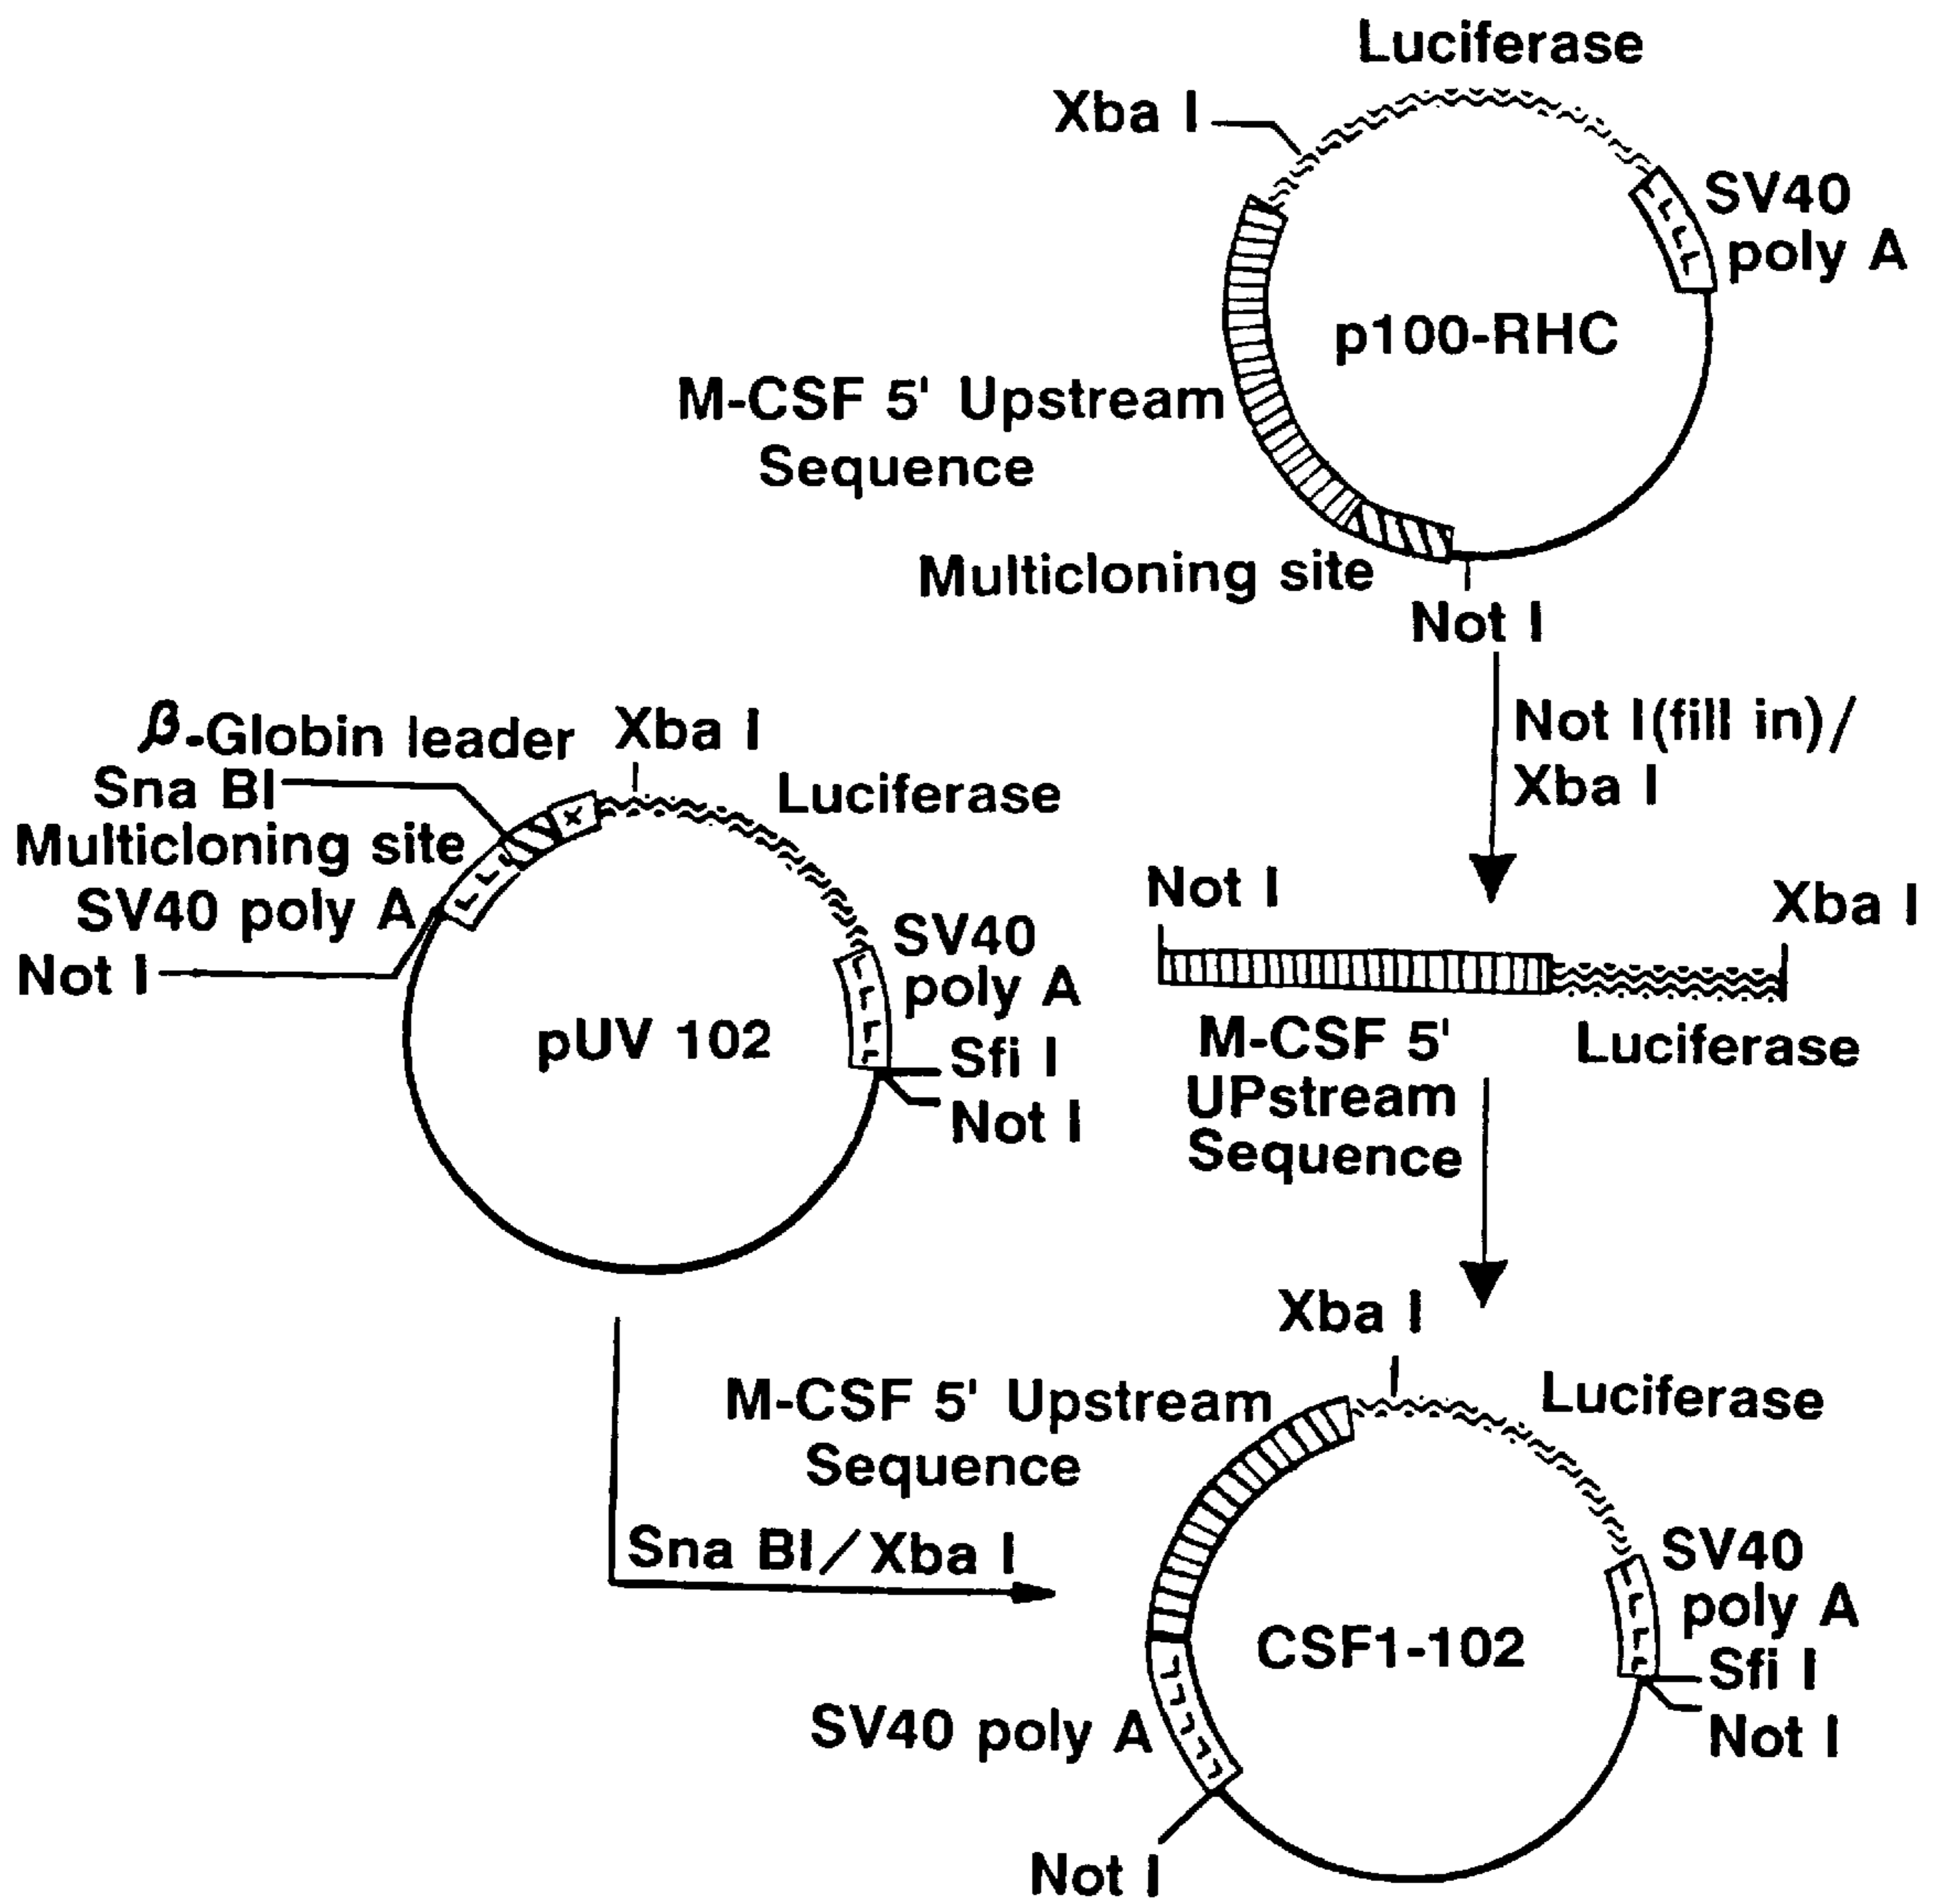 Luciferase
Xba I
SV40
poly A
p100-RHC
M-CSF 5' Upstream
Sequence
Multicloning site
Not I
Not I(fill in)/
Xba I
β-Globin leader
Xba I
Sna BI
Luciferase
Multicloning site
SV40 poly A
Not I
SV40
poly A
Sfi I
Not I
pUV 102
Not I
Xba I
M-CSF 5'
UPstream
Sequence
Luciferase
Sna BI/Xba I
Xba I
M-CSF 5' Upstream
Sequence
Luciferase
SV40
poly A
Sfi I
Not I
CSF1-102
SV40 poly A
Not I